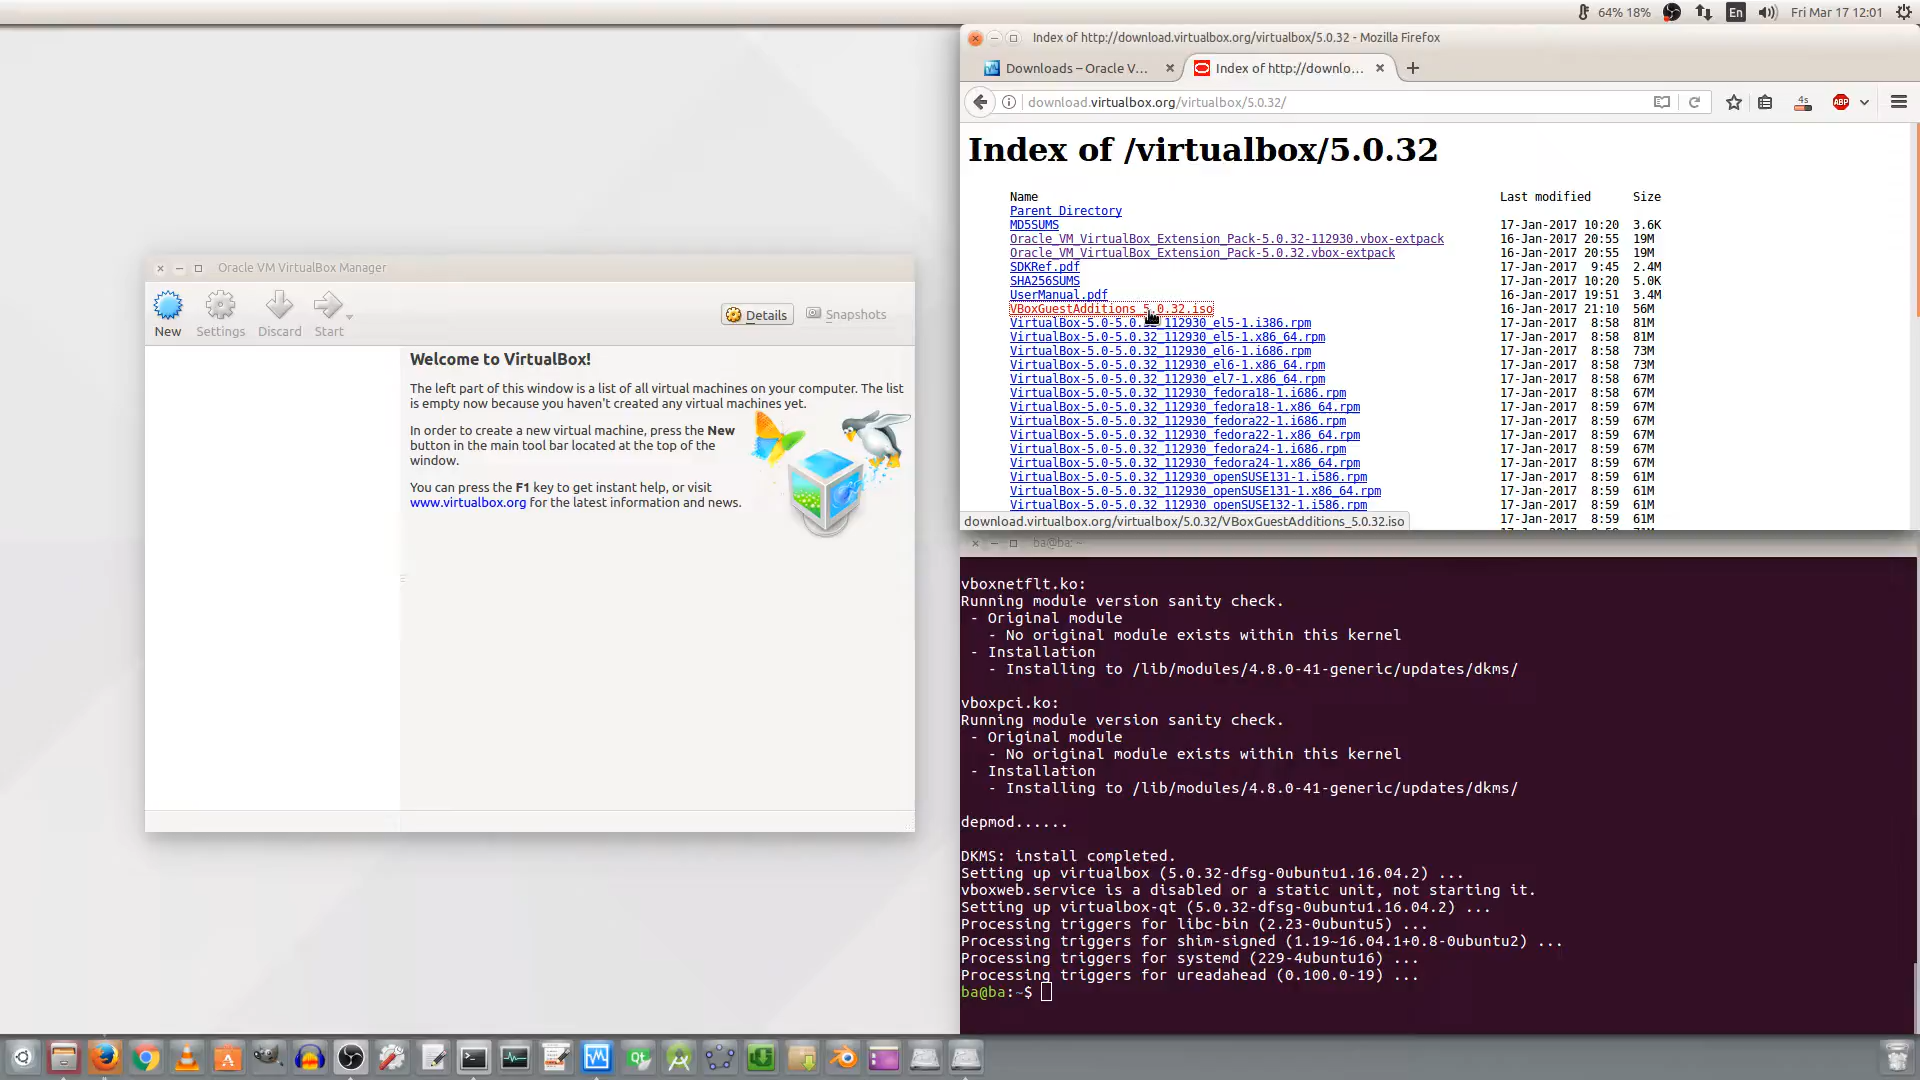 64% 18%
En
Fri Mar 17 12:01
Index of http://download.virtualbox.org/virtualbox/5.0.32 - Mozilla Firefox
Downloads – Oracle V...
Index of http://downlo...
download.virtualbox.org/virtualbox/5.0.32/
4s
ABP
Index of /virtualbox/5.0.32
Name Last modified Size
Parent Directory
MD5SUMS 17-Jan-2017 10:20 3.6K
Oracle_VM_VirtualBox_Extension_Pack-5.0.32-112930.vbox-extpack 16-Jan-2017 20:55 19M
Oracle_VM_VirtualBox_Extension_Pack-5.0.32.vbox-extpack 16-Jan-2017 20:55 19M
SDKRef.pdf 17-Jan-2017 9:45 2.4M
SHA256SUMS 17-Jan-2017 10:20 5.0K
UserManual.pdf 16-Jan-2017 19:51 3.4M
VBoxGuestAdditions_5.0.32.iso 16-Jan-2017 21:10 56M
VirtualBox-5.0-5.0.32_112930_el5-1.i386.rpm 17-Jan-2017 8:58 81M
VirtualBox-5.0-5.0.32_112930_el5-1.x86_64.rpm 17-Jan-2017 8:58 81M
VirtualBox-5.0-5.0.32_112930_el6-1.i686.rpm 17-Jan-2017 8:58 73M
VirtualBox-5.0-5.0.32_112930_el6-1.x86_64.rpm 17-Jan-2017 8:58 73M
VirtualBox-5.0-5.0.32_112930_el7-1.x86_64.rpm 17-Jan-2017 8:58 67M
VirtualBox-5.0-5.0.32_112930_fedora18-1.i686.rpm 17-Jan-2017 8:58 67M
VirtualBox-5.0-5.0.32_112930_fedora18-1.x86_64.rpm 17-Jan-2017 8:59 67M
VirtualBox-5.0-5.0.32_112930_fedora22-1.i686.rpm 17-Jan-2017 8:59 67M
VirtualBox-5.0-5.0.32_112930_fedora22-1.x86_64.rpm 17-Jan-2017 8:59 67M
VirtualBox-5.0-5.0.32_112930_fedora24-1.i686.rpm 17-Jan-2017 8:59 67M
VirtualBox-5.0-5.0.32_112930_fedora24-1.x86_64.rpm 17-Jan-2017 8:59 67M
VirtualBox-5.0-5.0.32_112930_openSUSE131-1.i586.rpm 17-Jan-2017 8:59 61M
VirtualBox-5.0-5.0.32_112930_openSUSE131-1.x86_64.rpm 17-Jan-2017 8:59 61M
VirtualBox-5.0-5.0.32_112930_openSUSE132-1.i586.rpm 17-Jan-2017 8:59 61M
17-Jan-2017 8:59 61M
download.virtualbox.org/virtualbox/5.0.32/VBoxGuestAdditions_5.0.32.iso
Oracle VM VirtualBox Manager
New
Settings
Discard
Start
Details
Snapshots
Welcome to VirtualBox!
The left part of this window is a list of all virtual machines on your computer. The list
is empty now because you haven't created any virtual machines yet.
In order to create a new virtual machine, press the New
button in the main tool bar located at the top of the
window.
You can press the F1 key to get instant help, or visit
www.virtualbox.org for the latest information and news.
ba@ba: ~
vboxnetflt.ko:
Running module version sanity check.
- Original module
- No original module exists within this kernel
- Installation
- Installing to /lib/modules/4.8.0-41-generic/updates/dkms/
vboxpci.ko:
Running module version sanity check.
- Original module
- No original module exists within this kernel
- Installation
- Installing to /lib/modules/4.8.0-41-generic/updates/dkms/
depmod......
DKMS: install completed.
Setting up virtualbox (5.0.32-dfsg-0ubuntu1.16.04.2) ...
vboxweb.service is a disabled or a static unit, not starting it.
Setting up virtualbox-qt (5.0.32-dfsg-0ubuntu1.16.04.2) ...
Processing triggers for libc-bin (2.23-0ubuntu5) ...
Processing triggers for shim-signed (1.19~16.04.1+0.8-0ubuntu2) ...
Processing triggers for systemd (229-4ubuntu16) ...
Processing triggers for ureadahead (0.100.0-19) ...
ba@ba:~$